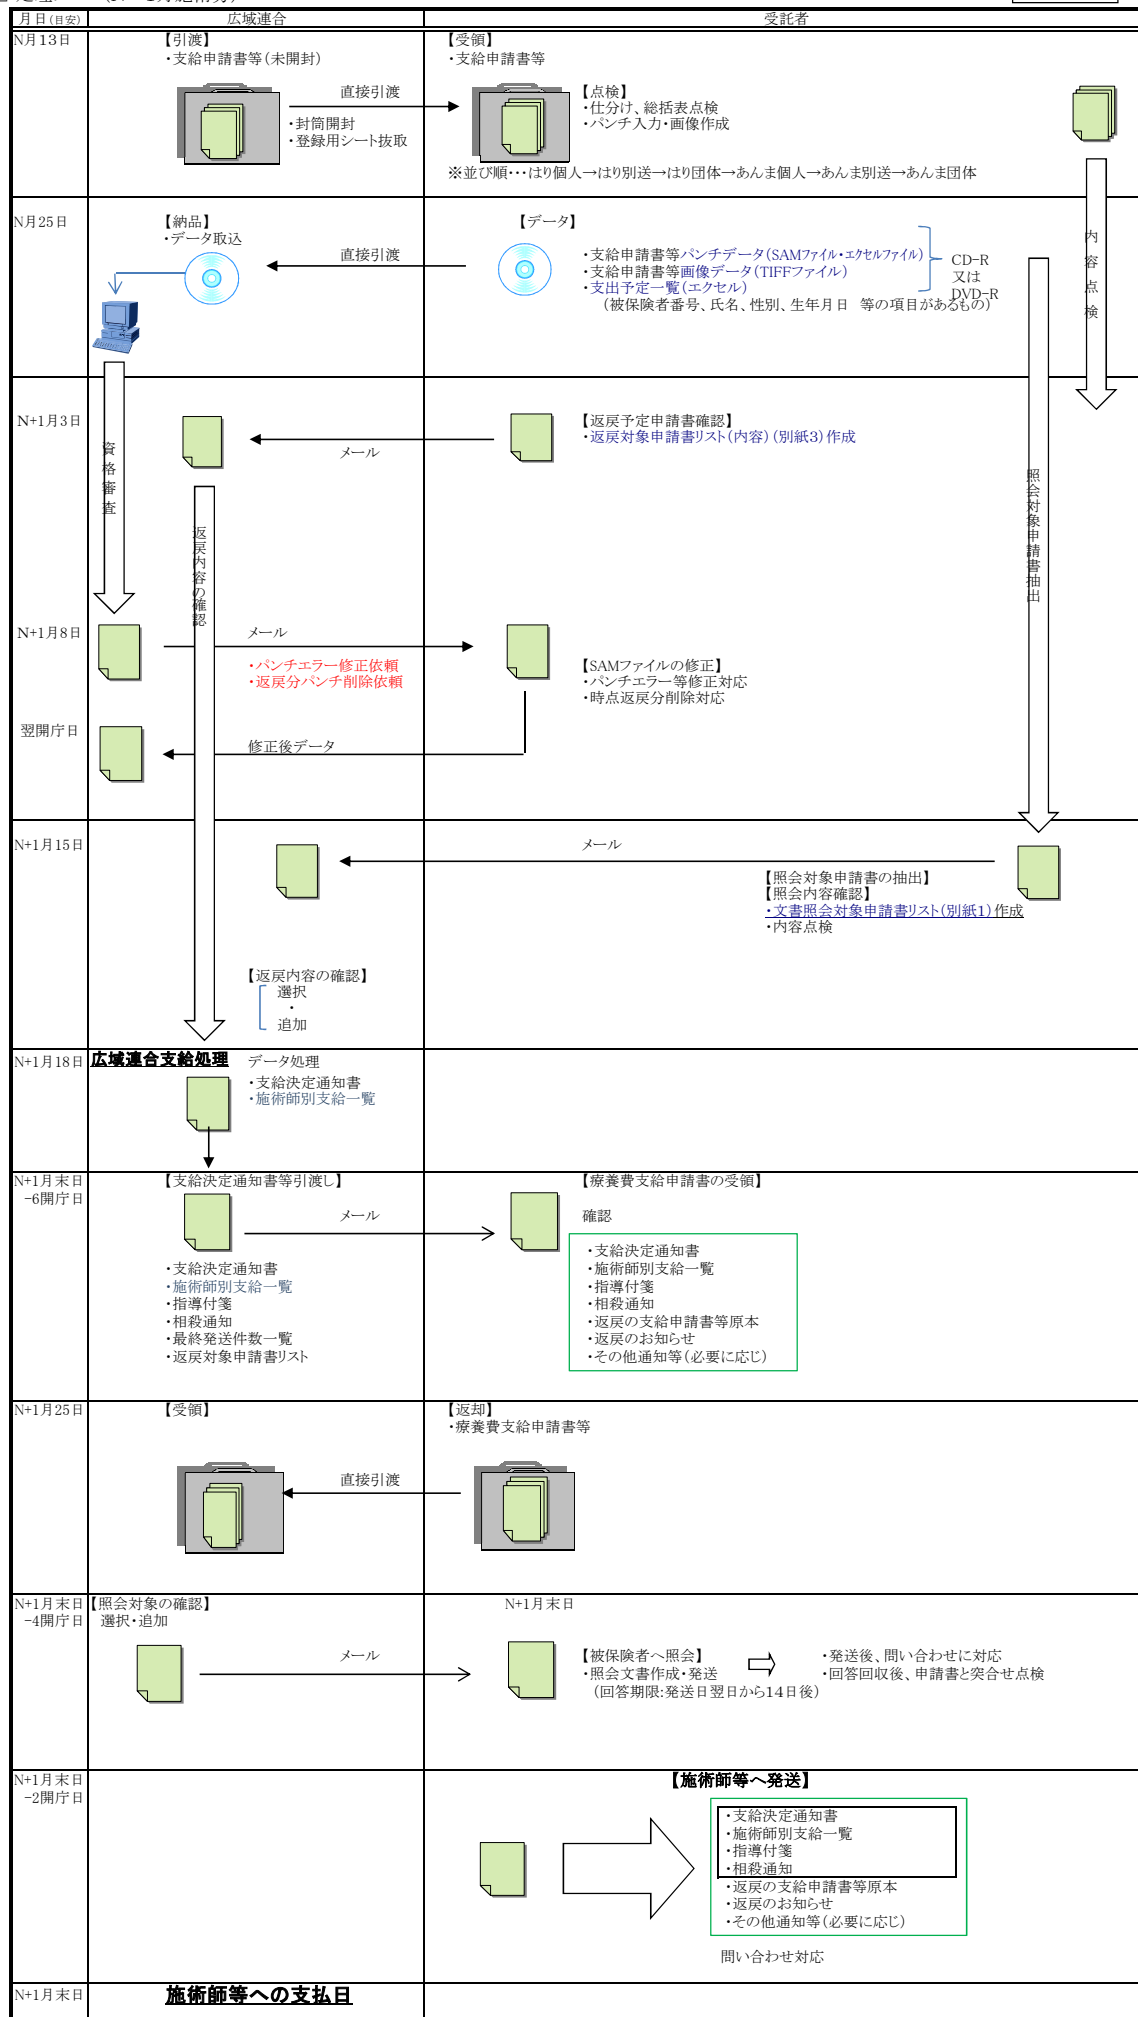 月日(目安)
広域連合
受託者
N月13日
【引渡】
・支給申請書等(未開封)
【受領】
・支給申請書等
直接引渡
・封筒開封
・登録用シート抜取
【点検】
・仕分け、総括表点検
・パンチ入力・画像作成
※並び順・・・はり個人→はり別送→はり団体→あんま個人→あんま別送→あんま団体
内容点検
N月25日
【納品】
・データ取込
直接引渡
【データ】
・支給申請書等パンチデータ(SAMファイル・エクセルファイル)
・支給申請書等画像データ(TIFFファイル)
・支出予定一覧(エクセル)
(被保険者番号、氏名、性別、生年月日 等の項目があるもの)
CD-R
又は
DVD-R
資格審査
照会対象申請書抽出
N+1月3日
メール
【返戻予定申請書確認】
・返戻対象申請書リスト(内容)(別紙3)作成
返戻内容の確認
N+1月8日
メール
・パンチエラー修正依頼
・返戻分パンチ削除依頼
【SAMファイルの修正】
・パンチエラー等修正対応
・時点返戻分削除対応
翌開庁日
修正後データ
N+1月15日
メール
【照会対象申請書の抽出】
【照会内容確認】
・文書照会対象申請書リスト(別紙1)作成
・内容点検
【返戻内容の確認】
選択
・
追加
N+1月18日
広域連合支給処理
データ処理
・支給決定通知書
・施術師別支給一覧
N+1月末日
-6開庁日
【支給決定通知書等引渡し】
メール
・支給決定通知書
・施術師別支給一覧
・指導付箋
・相殺通知
・最終発送件数一覧
・返戻対象申請書リスト
【療養費支給申請書の受領】
確認
・支給決定通知書
・施術師別支給一覧
・指導付箋
・相殺通知
・返戻の支給申請書等原本
・返戻のお知らせ
・その他通知等(必要に応じ)
N+1月25日
【受領】
直接引渡
【返却】
・療養費支給申請書等
N+1月末日
-4開庁日
【照会対象の確認】
選択・追加
メール
N+1月末日
【被保険者へ照会】
・照会文書作成・発送
(回答期限:発送日翌日から14日後)
・発送後、問い合わせに対応
・回答回収後、申請書と突合せ点検
N+1月末日
-2開庁日
【施術師等へ発送】
・支給決定通知書
・施術師別支給一覧
・指導付箋
・相殺通知
・返戻の支給申請書等原本
・返戻のお知らせ
・その他通知等(必要に応じ)
問い合わせ対応
N+1月末日
施術師等への支払日